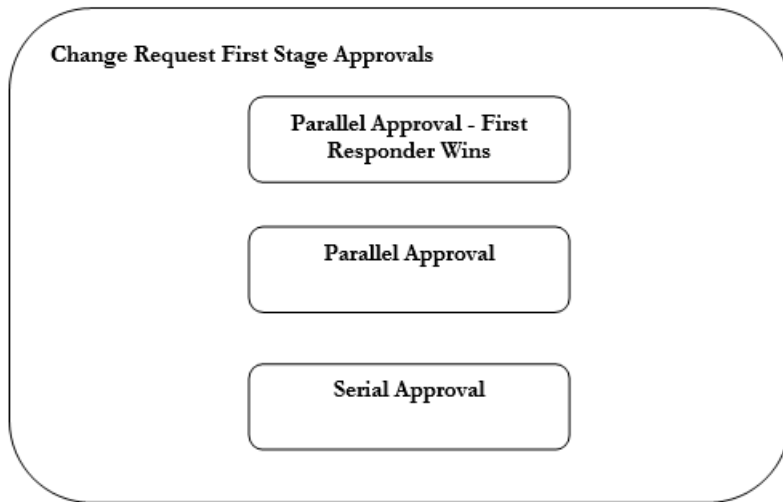 Change Request First Stage Approvals
Parallel Approval - First
Responder Wins
Parallel Approval
Serial Approval